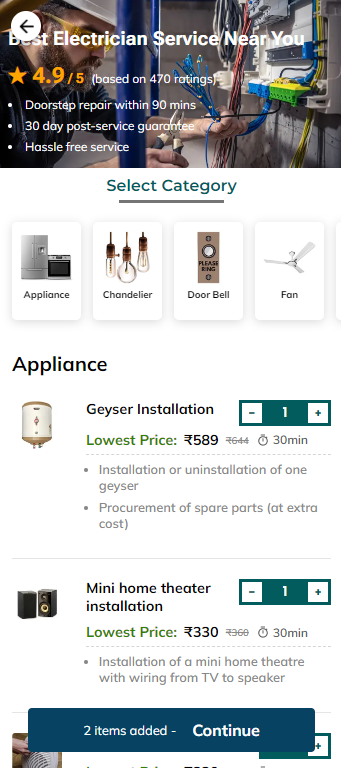 Best Electrician Service Near You
4.9 / 5 (based on 470 ratings)
Doorstep repair within 90 mins
30 day post-service guarantee
Hassle free service
Select Category
Appliance
Chandelier
PLEASE
RING
Door Bell
Fan
Appliance
Geyser Installation
- 1 +
Lowest Price: ₹589 ₹644 30min
Installation or uninstallation of one
geyser
Procurement of spare parts (at extra
cost)
Mini home theater
installation
- 1 +
Lowest Price: ₹330 ₹360 30min
Installation of a mini home theatre
with wiring from TV to speaker
2 items added - Continue
+